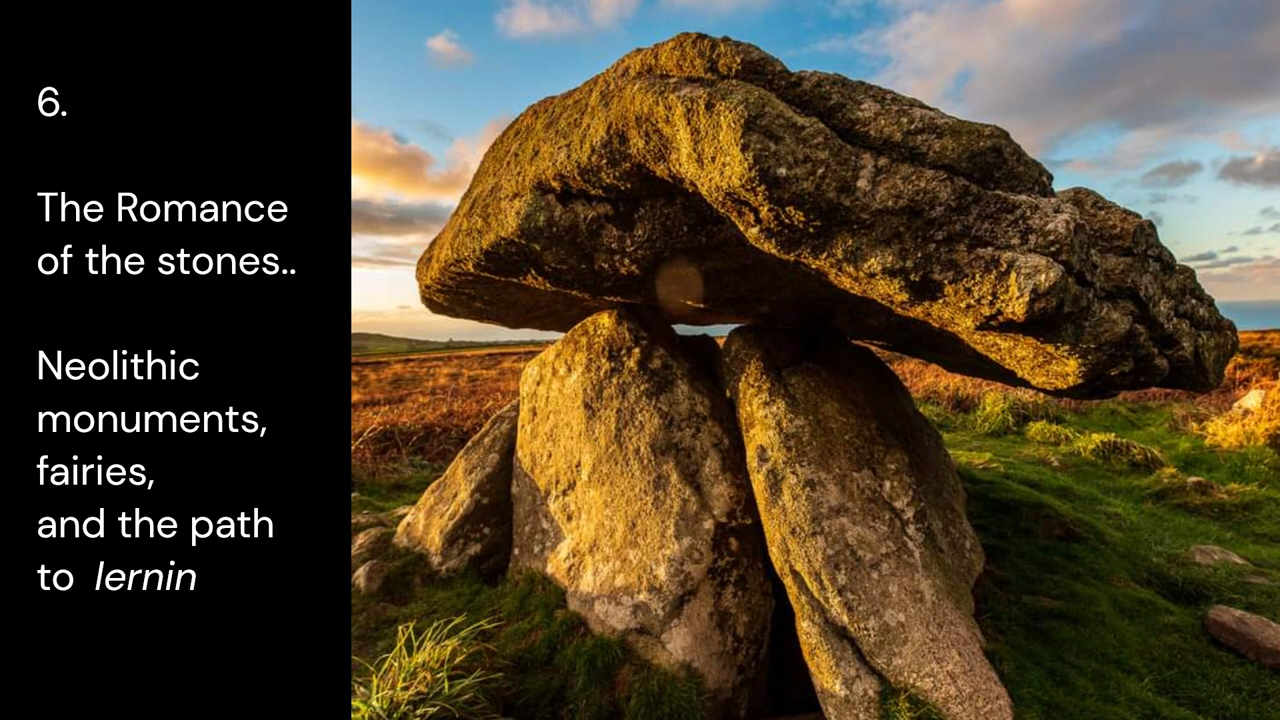 6.
The Romance
of the stones..
Neolithic
monuments,
fairies,
and the path
to lernin